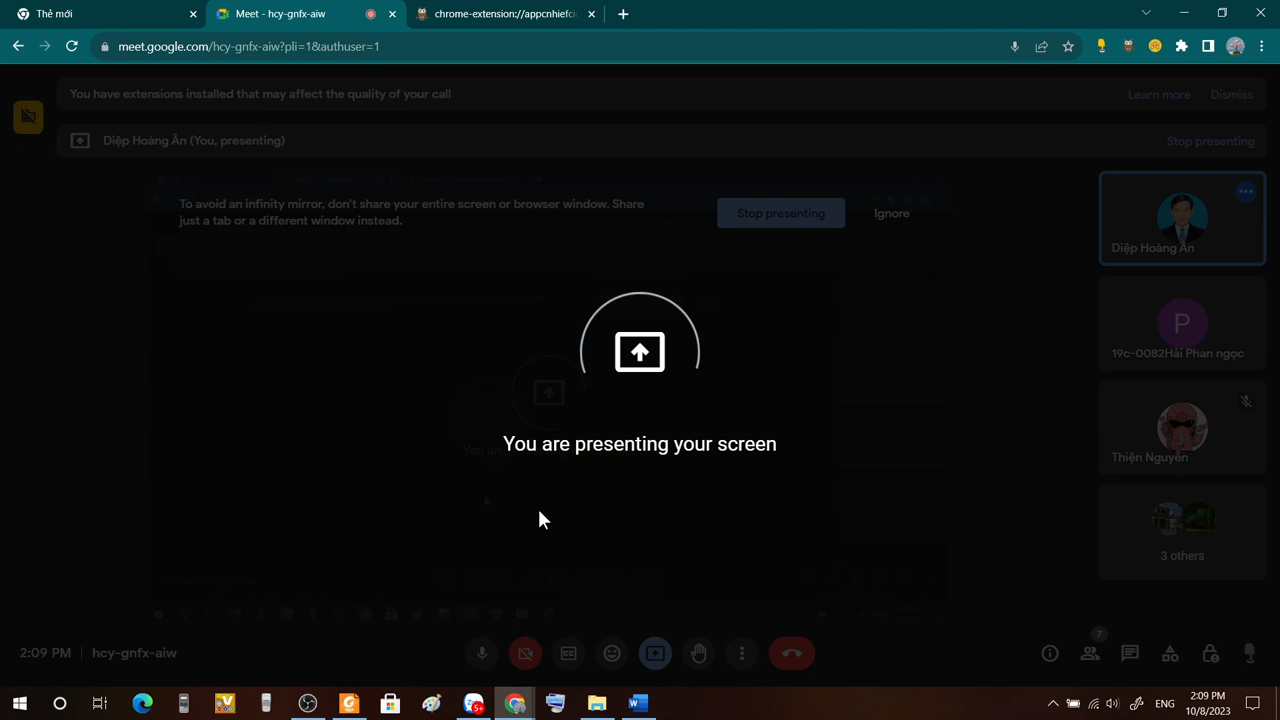 Thẻ mới
Meet - hcy-gnfx-aiw
chrome-extension://appcnhiefci
meet.google.com/hcy-gnfx-aiw?pli=1&authuser=1
You have extensions installed that may affect the quality of your call
Learn more
Dismiss
Diệp Hoàng Ân (You, presenting)
Stop presenting
To avoid an infinity mirror, don't share your entire screen or browser window. Share
just a tab or a different window instead.
Stop presenting
Ignore
Diệp Hoàng Ân
P
19c-0082Hải Phan ngọc
You are presenting your screen
Thiện Nguyễn
3 others
2:09 PM
hcy-gnfx-aiw
7
5+
ENG
2:09 PM
10/8/2023